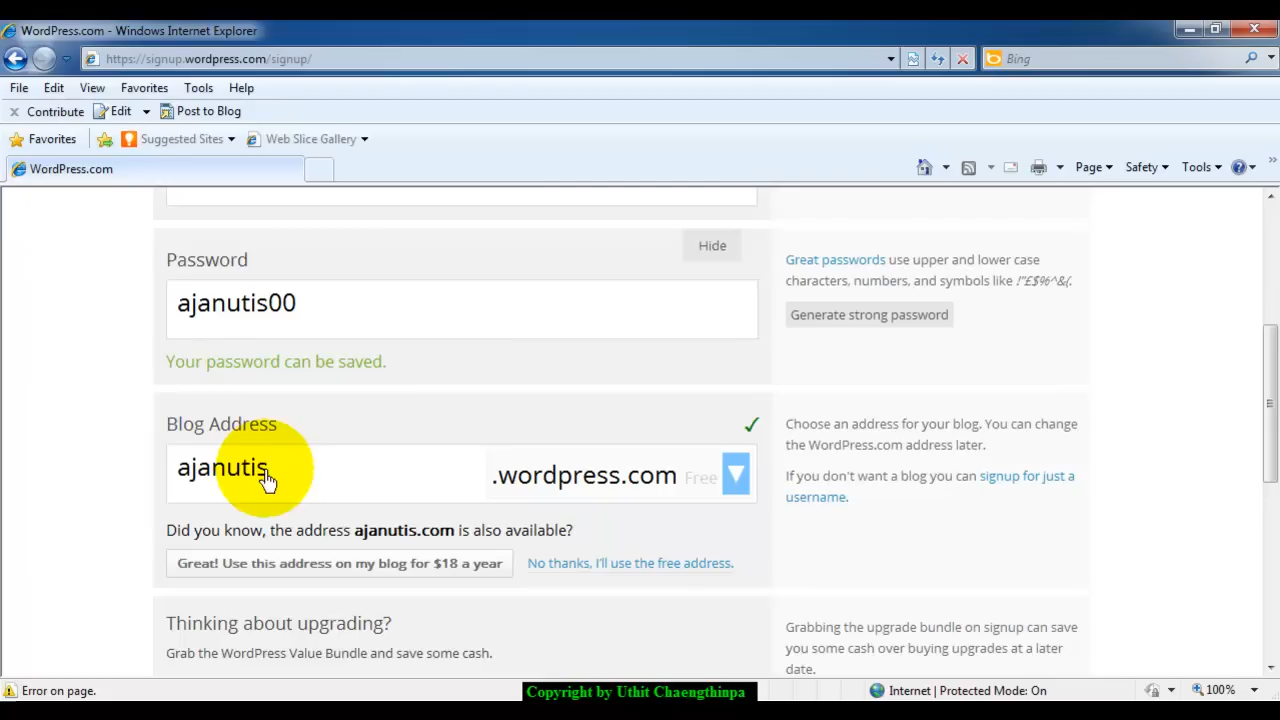 WordPress.com - Windows Internet Explorer
https://signup.wordpress.com/signup/
Bing
File Edit View Favorites Tools Help
Contribute Edit Post to Blog
Favorites Suggested Sites Web Slice Gallery
WordPress.com
Page Safety Tools
Password
Hide
ajanutis00
Your password can be saved.
Great passwords use upper and lower case
characters, numbers, and symbols like !"£$%^&(.
Generate strong password
Blog Address
ajanutis
.wordpress.com Free
Did you know, the address ajanutis.com is also available?
Great! Use this address on my blog for $18 a year
No thanks, I'll use the free address.
Choose an address for your blog. You can change
the WordPress.com address later.
If you don't want a blog you can signup for just a
username.
Thinking about upgrading?
Grab the WordPress Value Bundle and save some cash.
Grabbing the upgrade bundle on signup can save
you some cash over buying upgrades at a later
date.
Error on page.
Copyright by Uthit Chaengthinpa
Internet | Protected Mode: On
100%